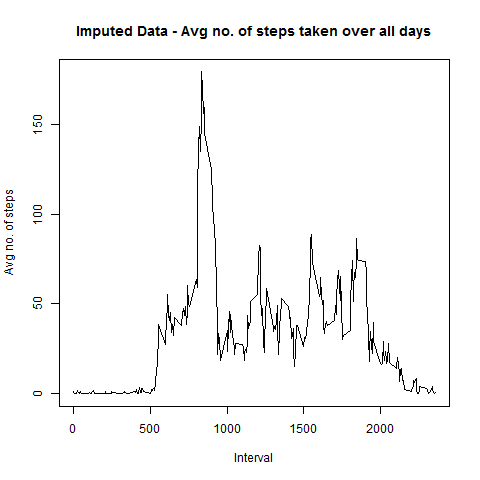 Imputed Data - Avg no. of steps taken over all days
Avg no. of steps
150
100
50
0
0 500 1000 1500 2000
Interval